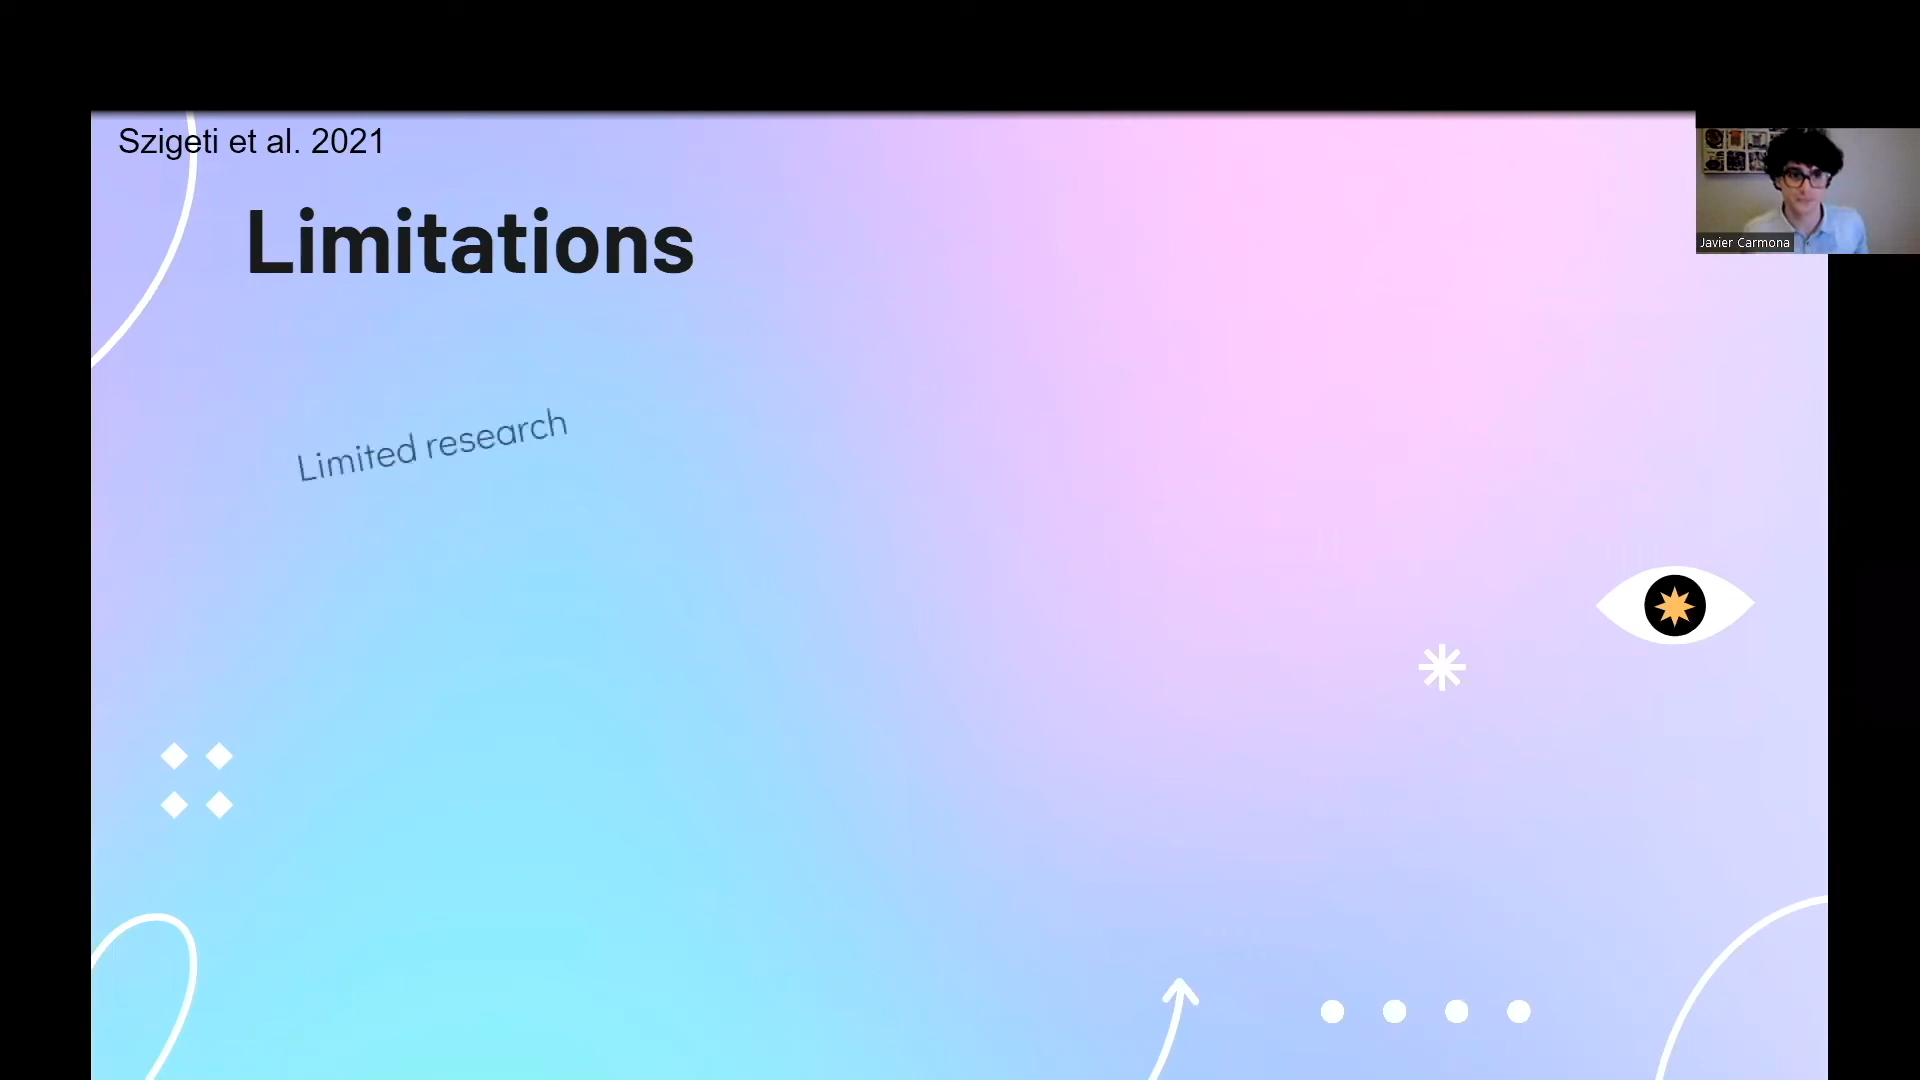 Szigeti et al. 2021
Limitations
Limited research
Javier Carmona